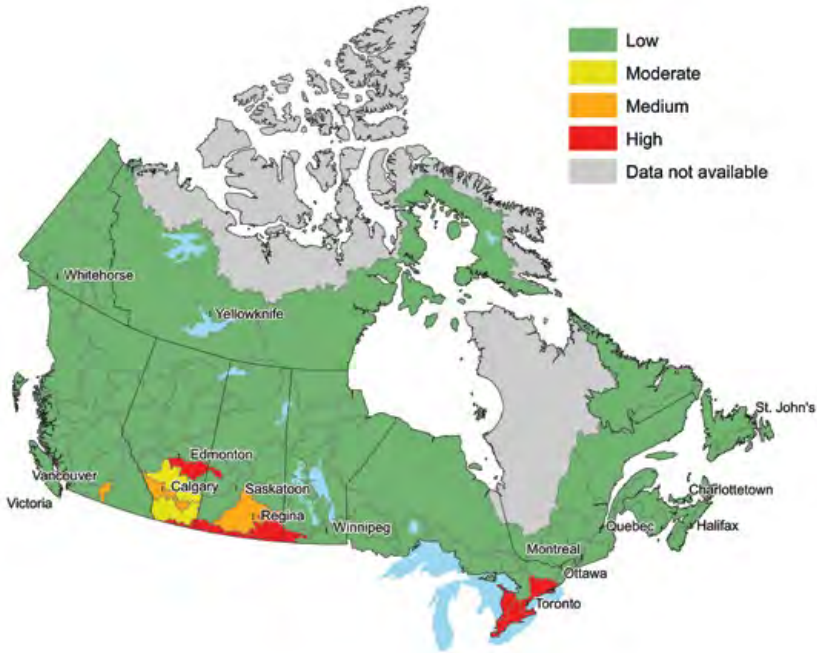 Low
Moderate
Medium
High
Data not available
Whitehorse
Yellowknife
St. John's
Edmonton
Vancouver
Calgary
Saskatoon
Charlottetown
Victoria
Regina
Winnipeg
Quebec
Halifax
Montreal
Ottawa
Toronto